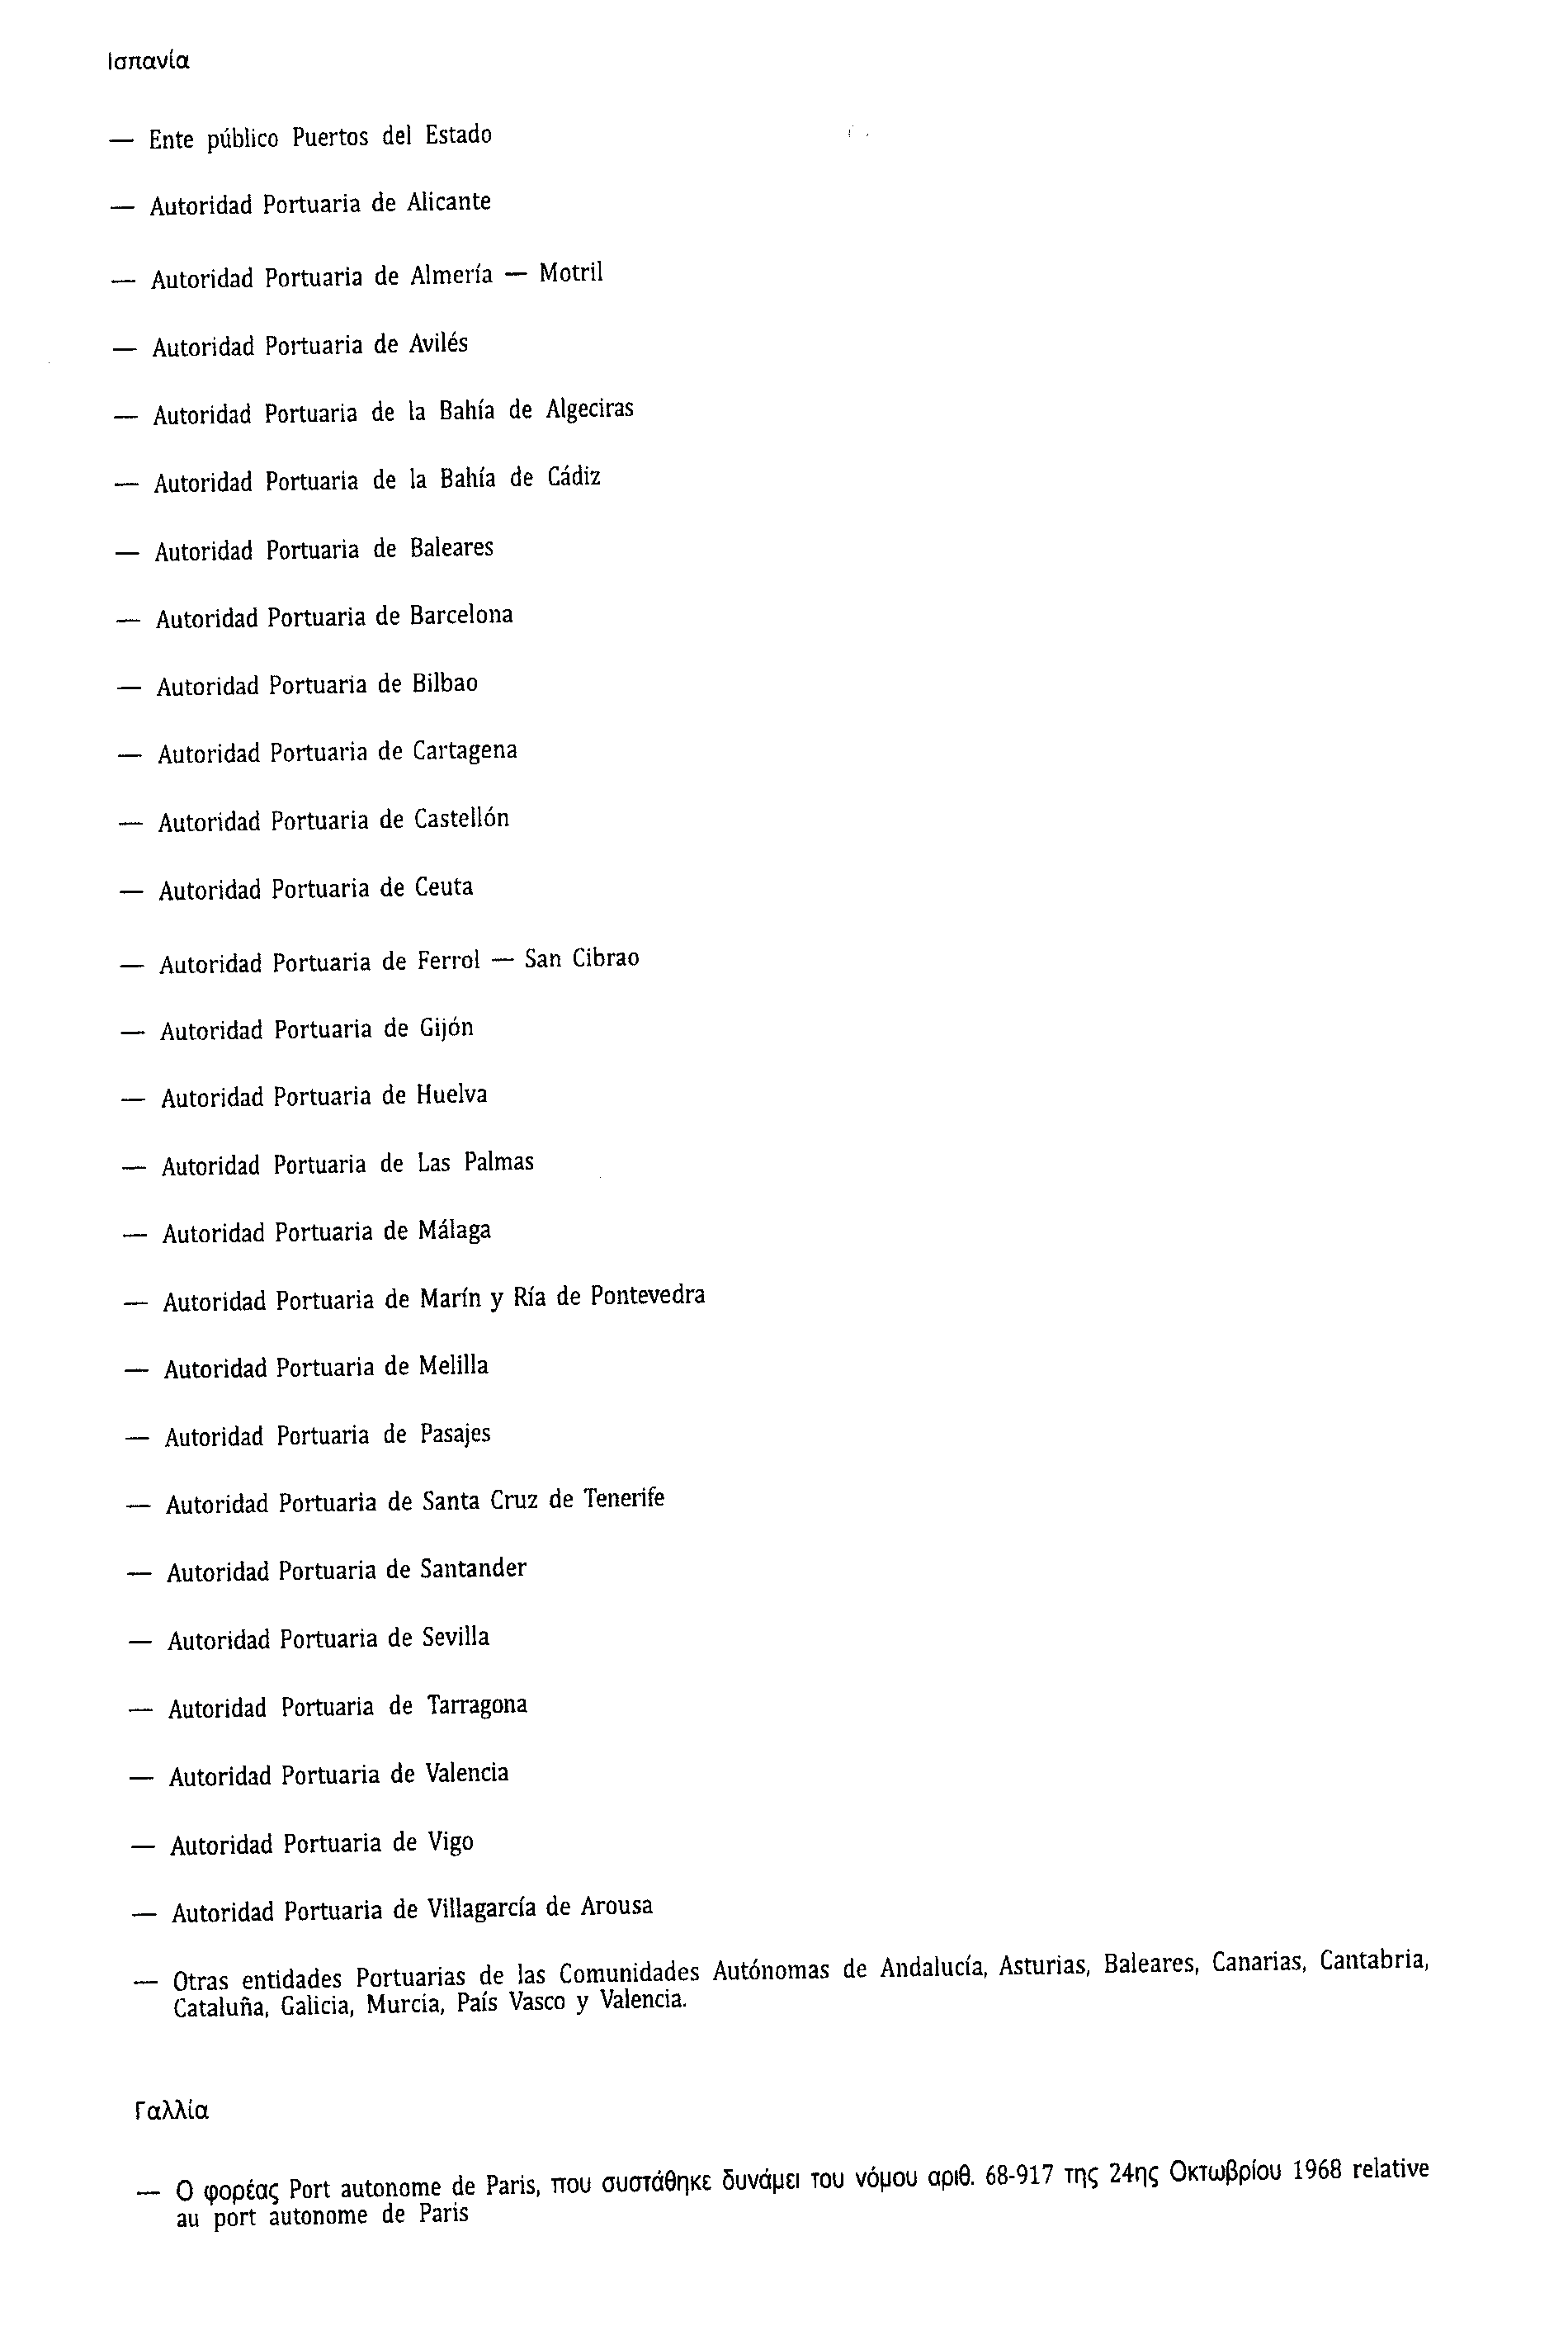 Ισπανία
— Ente público Puertos del Estado
— Autoridad Portuaria de Alicante
— Autoridad Portuaria de Almería — Motril
— Autoridad Portuaria de Avilés
— Autoridad Portuaria de la Bahía de Algeciras
— Autoridad Portuaria de la Bahía de Cádiz
— Autoridad Portuaria de Baleares
— Autoridad Portuaria de Barcelona
— Autoridad Portuaria de Bilbao
— Autoridad Portuaria de Cartagena
— Autoridad Portuaria de Castellón
— Autoridad Portuaria de Ceuta
— Autoridad Portuaria de Ferrol — San Cibrao
— Autoridad Portuaria de Gijón
— Autoridad Portuaria de Huelva
— Autoridad Portuaria de Las Palmas
— Autoridad Portuaria de Málaga
— Autoridad Portuaria de Marín y Ría de Pontevedra
— Autoridad Portuaria de Melilla
— Autoridad Portuaria de Pasajes
— Autoridad Portuaria de Santa Cruz de Tenerife
— Autoridad Portuaria de Santander
— Autoridad Portuaria de Sevilla
— Autoridad Portuaria de Tarragona
— Autoridad Portuaria de Valencia
— Autoridad Portuaria de Vigo
— Autoridad Portuaria de Villagarcía de Arousa
— Otras entidades Portuarias de las Comunidades Autónomas de Andalucía, Asturias, Baleares, Canarias, Cantabria,
Cataluña, Galicia, Murcia, País Vasco y Valencia.
Γαλλία
— Ο φορέας Port autonome de Paris, που συστάθηκε δυνάμει του νόμου αριθ. 68-917 της 24ης Οκτωβρίου 1968 relative
au port autonome de Paris